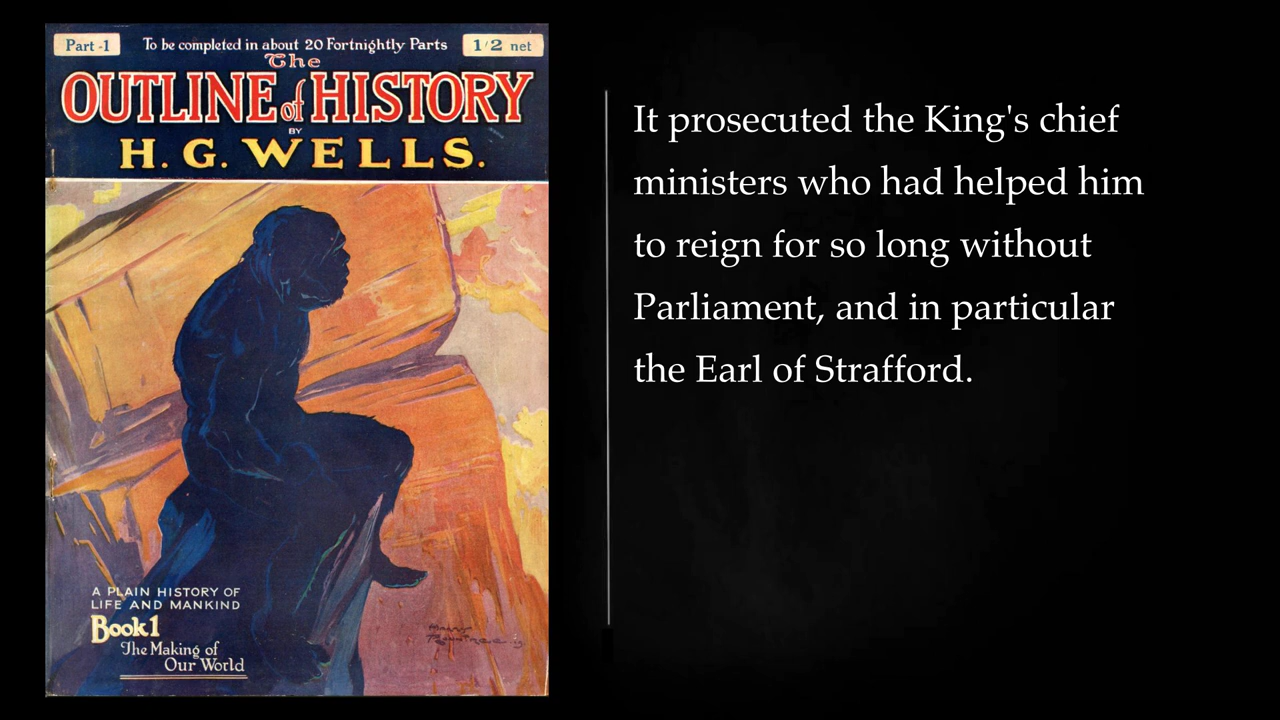 Part -1
To be completed in about 20 Fortnightly Parts
1/2 net
The
OUTLINE of HISTORY
BY
H. G. WELLS.
A PLAIN HISTORY OF
LIFE AND MANKIND
Book 1
The Making of
Our World
It prosecuted the King's chief
ministers who had helped him
to reign for so long without
Parliament, and in particular
the Earl of Strafford.